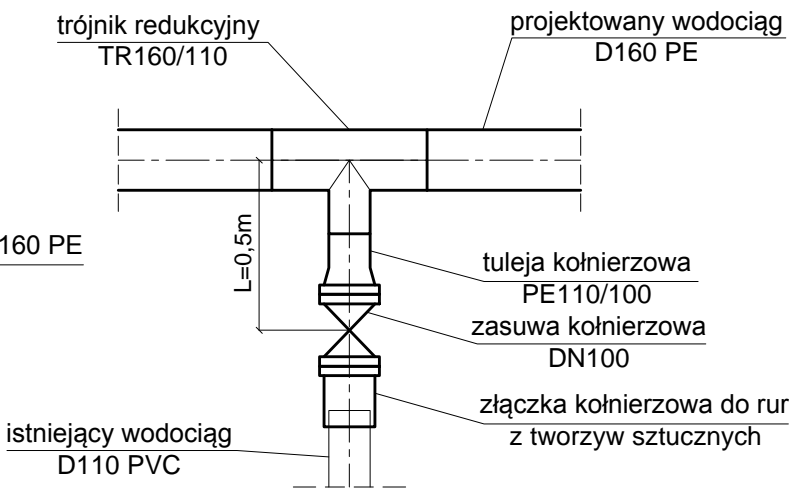 trójnik redukcyjny
TR160/110
projektowany wodociąg
D160 PE
160 PE
L=0,5m
tuleja kołnierzowa
PE110/100
zasuwa kołnierzowa
DN100
złączka kołnierzowa do rur
z tworzyw sztucznych
istniejący wodociąg
D110 PVC